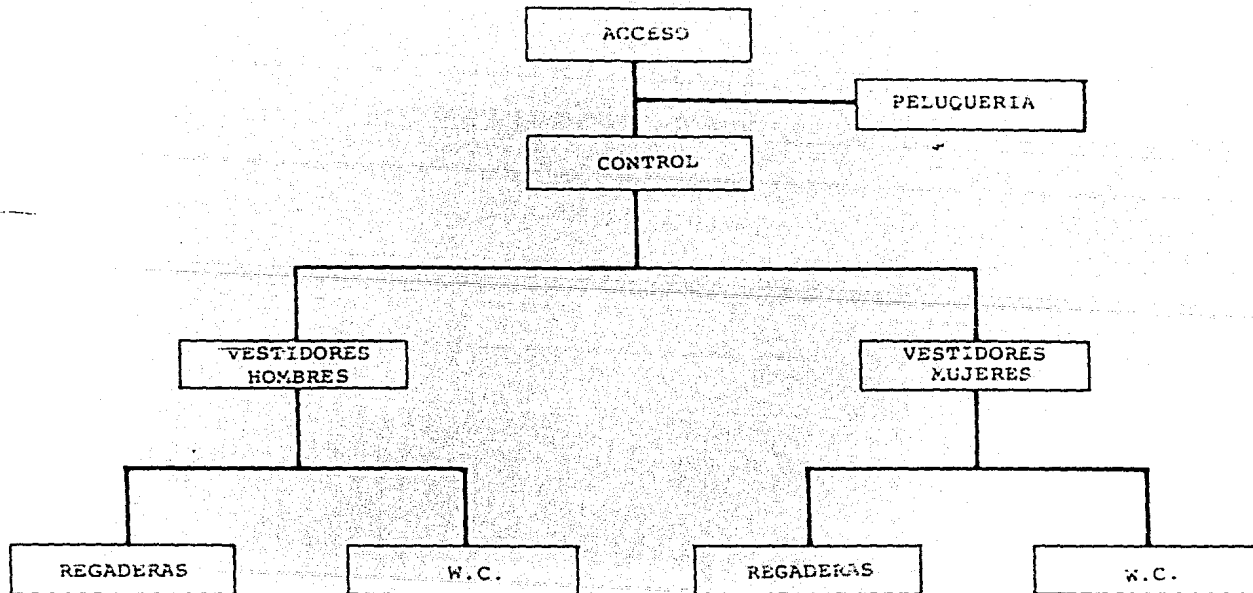 ACCESO
PELUQUERIA
CONTROL
VESTIDORES
HOMBRES
VESTIDORES
MUJERES
REGADERAS
W.C.
REGADERAS
W.C.